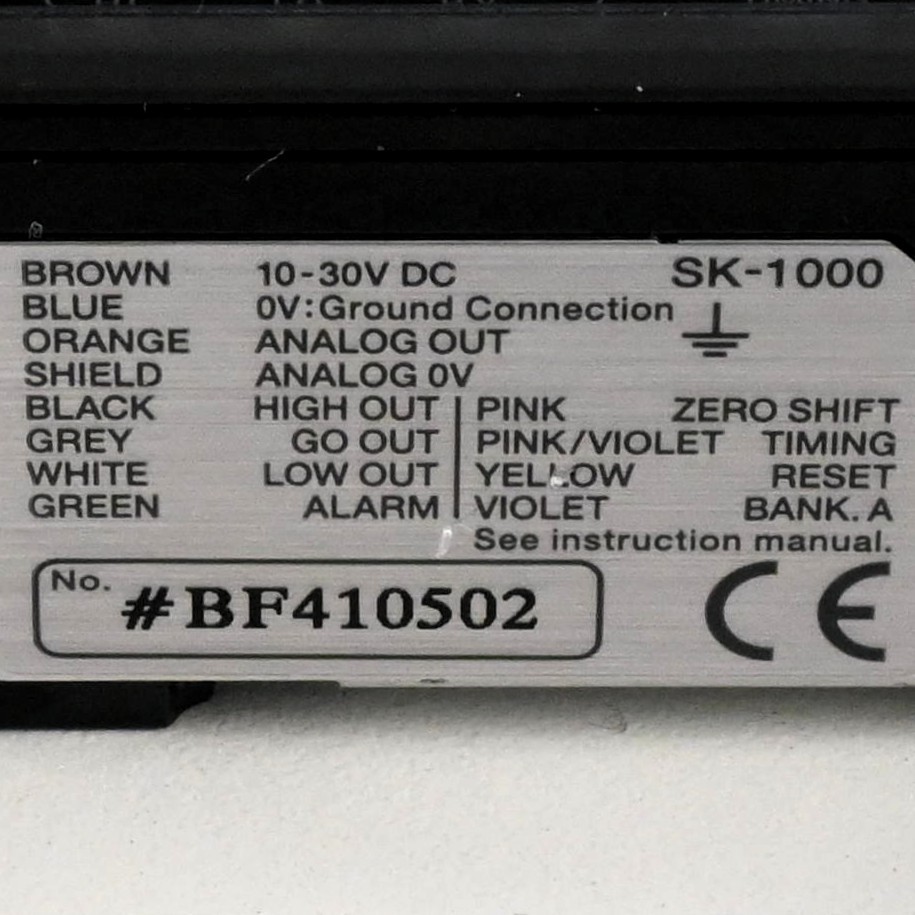 BROWN 10-30V DC SK-1000
BLUE 0V:Ground Connection
ORANGE ANALOG OUT
SHIELD ANALOG 0V
BLACK HIGH OUT PINK ZERO SHIFT
GREY GO OUT PINK/VIOLET TIMING
WHITE LOW OUT YELLOW RESET
GREEN ALARM VIOLET BANK. A
See instruction manual.
No. #BF410502 CE